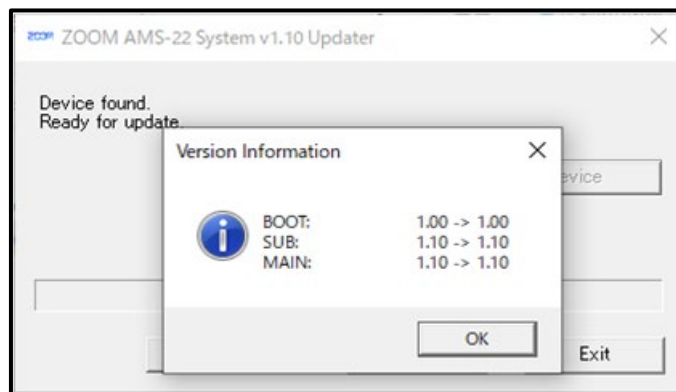 ZOOM ZOOM AMS-22 System v1.10 Updater
Device found.
Ready for update.
Version Information
BOOT: 1.00 -> 1.00
SUB: 1.10 -> 1.10
MAIN: 1.10 -> 1.10
OK
Exit